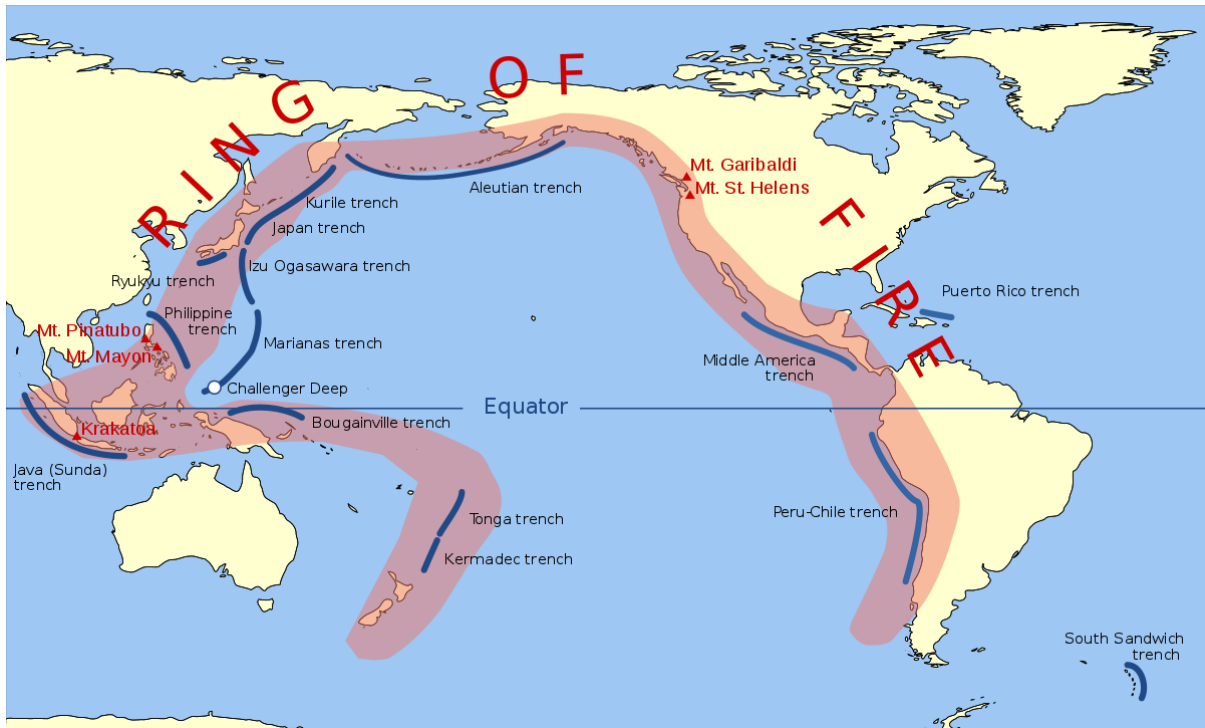 RING OF FIRE
Mt. Garibaldi
Mt. St. Helens
Aleutian trench
Kurile trench
Japan trench
Izu Ogasawara trench
Ryukyu trench
Philippine
trench
Puerto Rico trench
Mt. Pinatubo
Mt. Mayon
Marianas trench
Middle America
trench
Challenger Deep
Equator
Bougainville trench
Krakatoa
Java (Sunda)
trench
Tonga trench
Peru-Chile trench
Kermadec trench
South Sandwich
trench